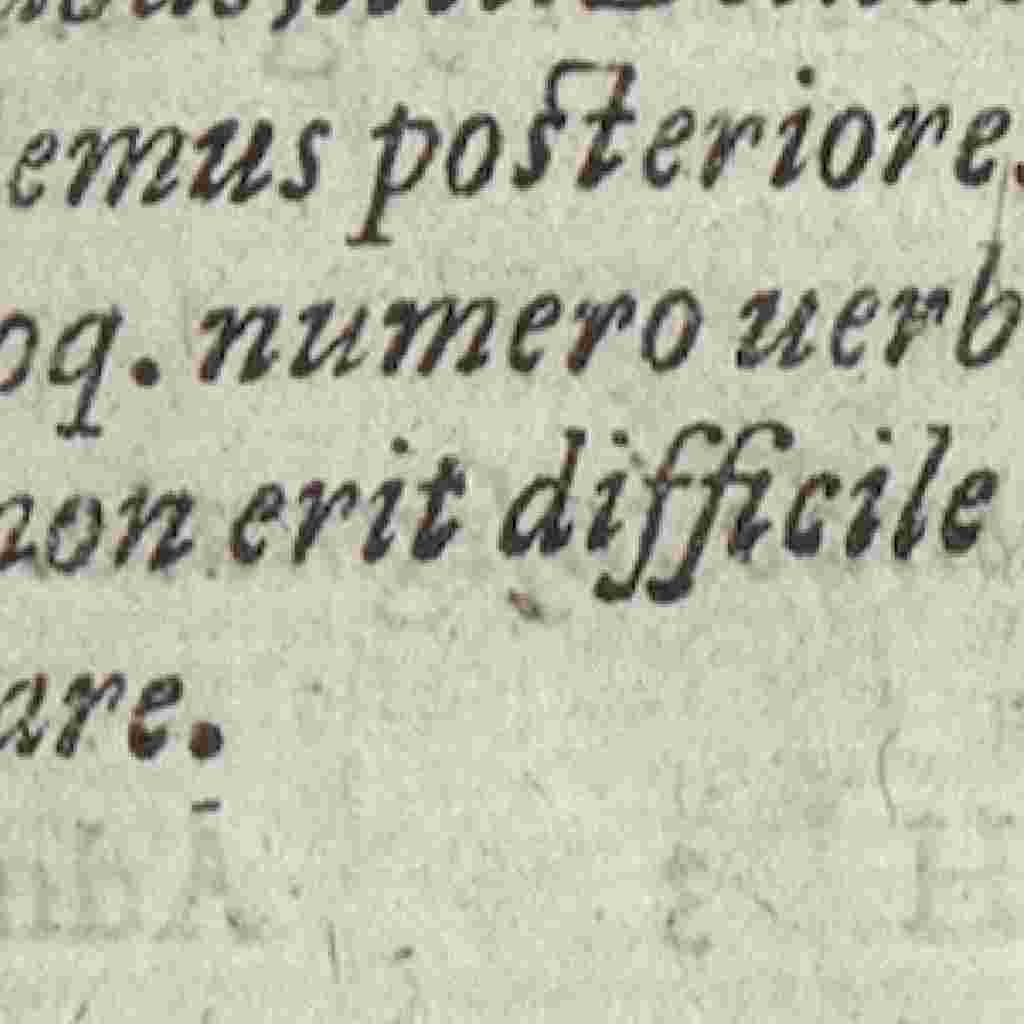 emus posteriore
oq. numero uerb
non erit difficile
are.